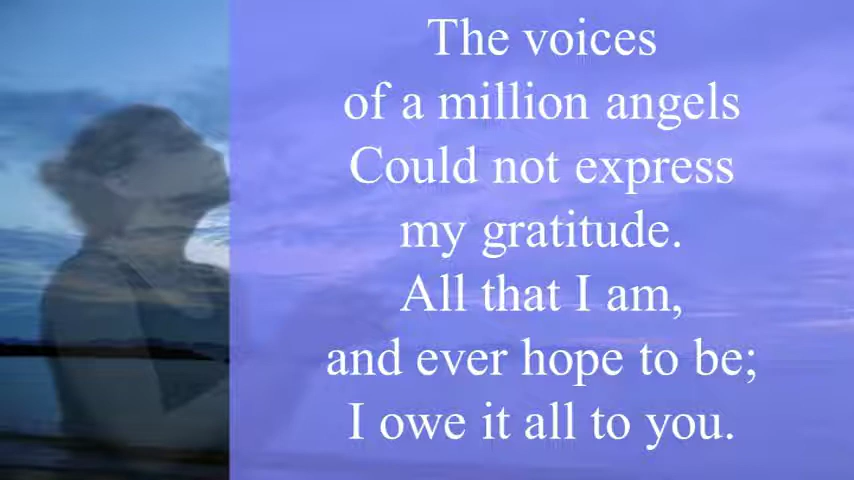 The voices
of a million angels
Could not express
my gratitude.
All that I am,
and ever hope to be;
I owe it all to you.